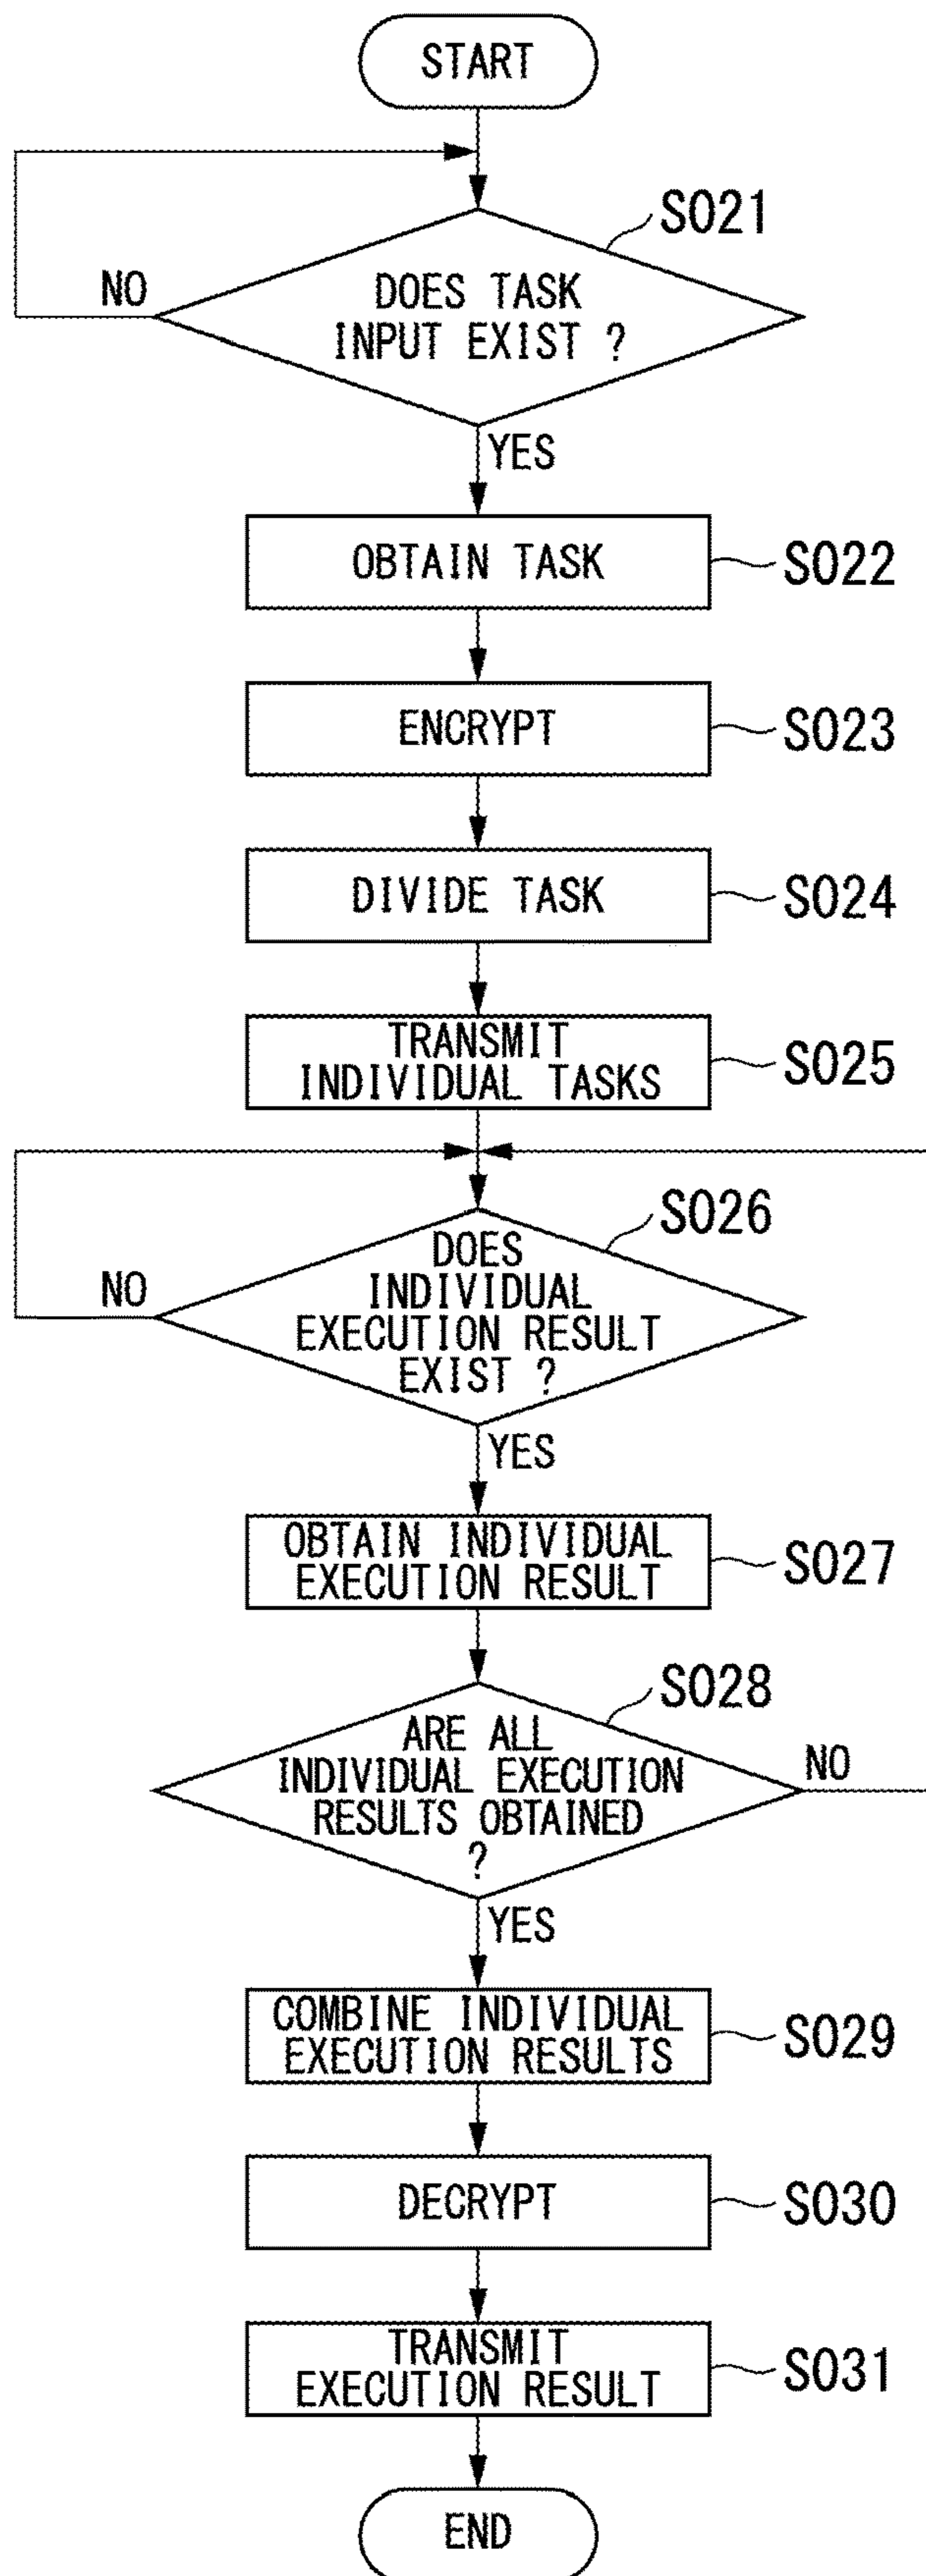 START
S021
DOES TASK
INPUT EXIST ?
NO
YES
OBTAIN TASK
S022
ENCRYPT
S023
DIVIDE TASK
S024
TRANSMIT
INDIVIDUAL TASKS
S025
S026
DOES
INDIVIDUAL
EXECUTION RESULT
EXIST ?
NO
YES
OBTAIN INDIVIDUAL
EXECUTION RESULT
S027
S028
ARE ALL
INDIVIDUAL EXECUTION
RESULTS OBTAINED
?
NO
YES
COMBINE INDIVIDUAL
EXECUTION RESULTS
S029
DECRYPT
S030
TRANSMIT
EXECUTION RESULT
S031
END